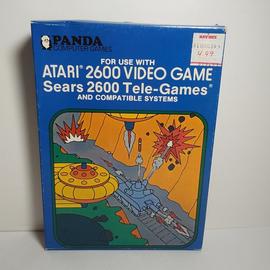 PANDA
COMPUTER GAMES
FOR USE WITH
ATARI® 2600 VIDEO GAME
Sears 2600 Tele-Games®
AND COMPATIBLE SYSTEMS